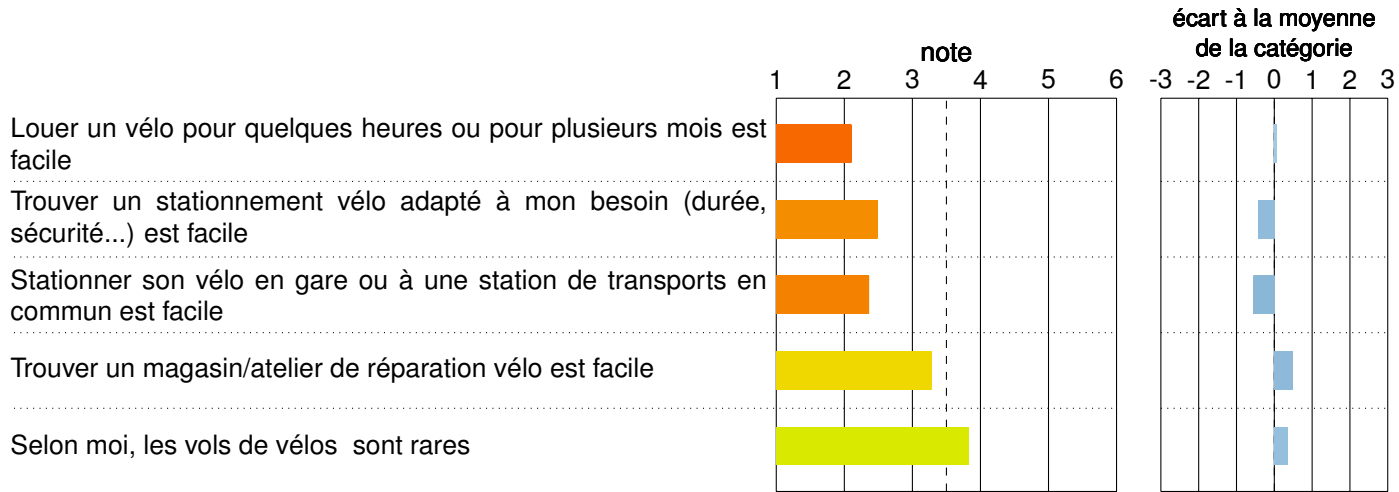 écart à la moyenne
de la catégorie
note
1 2 3 4 5 6
-3 -2 -1 0 1 2 3
Louer un vélo pour quelques heures ou pour plusieurs mois est
facile
Trouver un stationnement vélo adapté à mon besoin (durée,
sécurité...) est facile
Stationner son vélo en gare ou à une station de transports en
commun est facile
Trouver un magasin/atelier de réparation vélo est facile
Selon moi, les vols de vélos sont rares